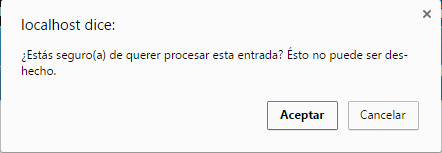 localhost dice:
¿Estás seguro(a) de querer procesar esta entrada? Ésto no puede ser des-
hecho.
Aceptar Cancelar